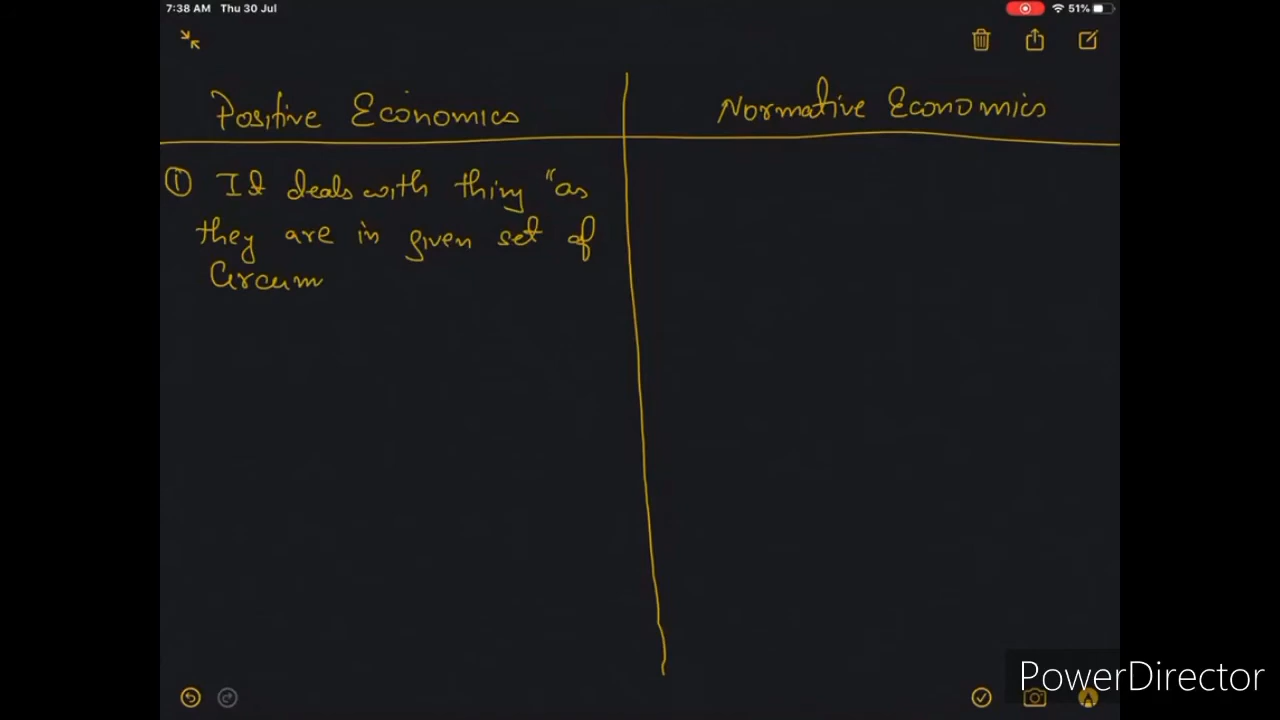 7:38 AM Thu 30 Jul
51%
Positive Economics
Normative Economics
① It deals with thing "as
they are in given set of
Circum
PowerDirector